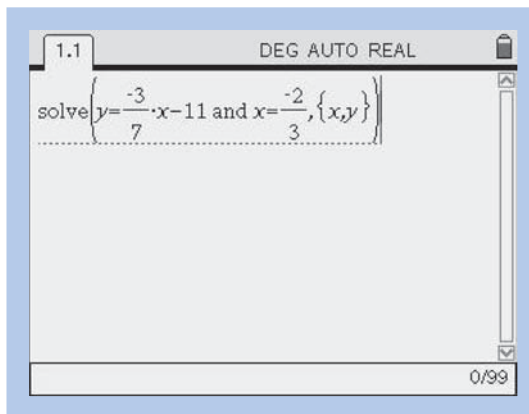 1.1 DEG AUTO REAL
solve(y=-3/7·x−11 and x=-2/3,{x,y})
0/99